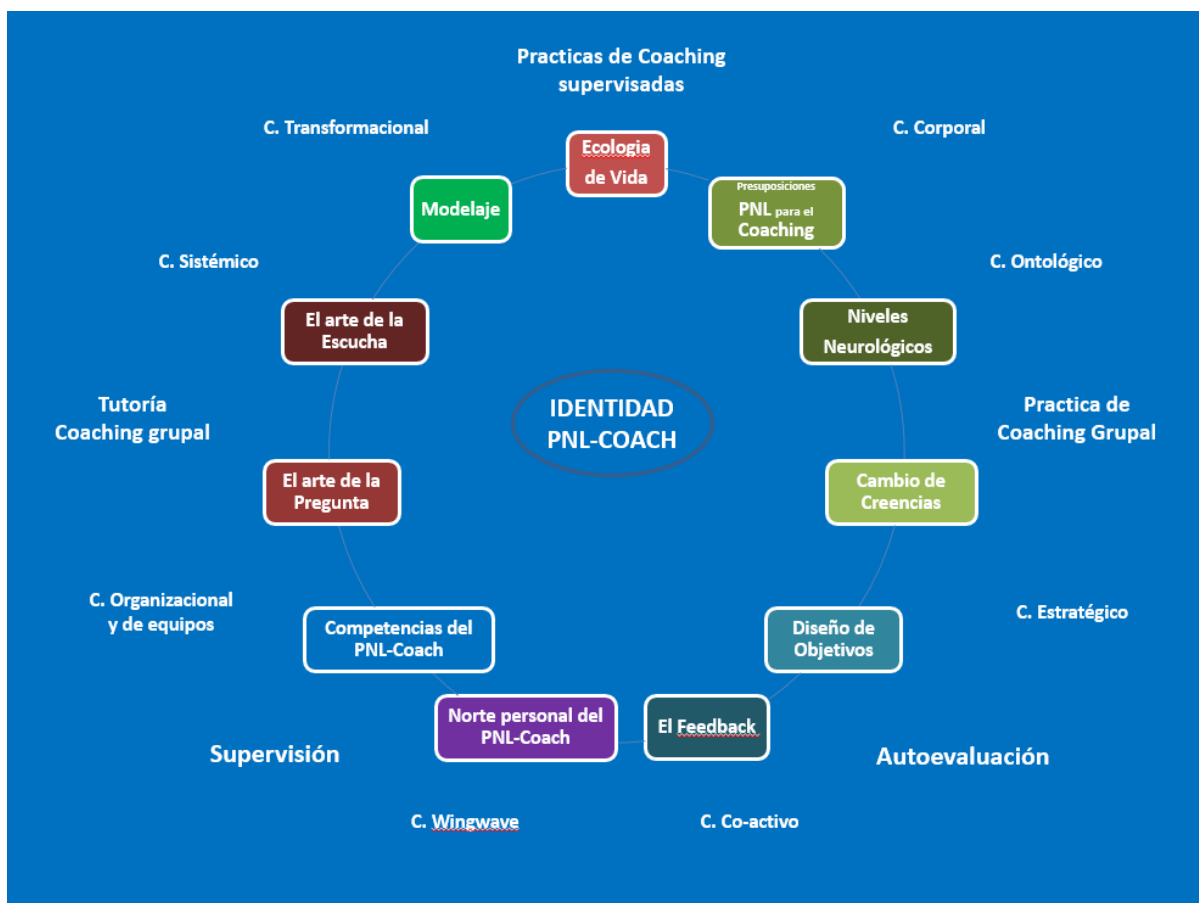 Practicas de Coaching
supervisadas
C. Transformacional
C. Corporal
Ecologia
de Vida
Modelaje
Presuposiciones
PNL para el
Coaching
C. Sistémico
C. Ontológico
El arte de la
Escucha
Niveles
Neurológicos
IDENTIDAD
PNL-COACH
Tutoría
Coaching grupal
Practica de
Coaching Grupal
El arte de la
Pregunta
Cambio de
Creencias
C. Organizacional
y de equipos
C. Estratégico
Competencias del
PNL-Coach
Diseño de
Objetivos
Norte personal del
PNL-Coach
El Feedback
Supervisión
Autoevaluación
C. Wingwave
C. Co-activo